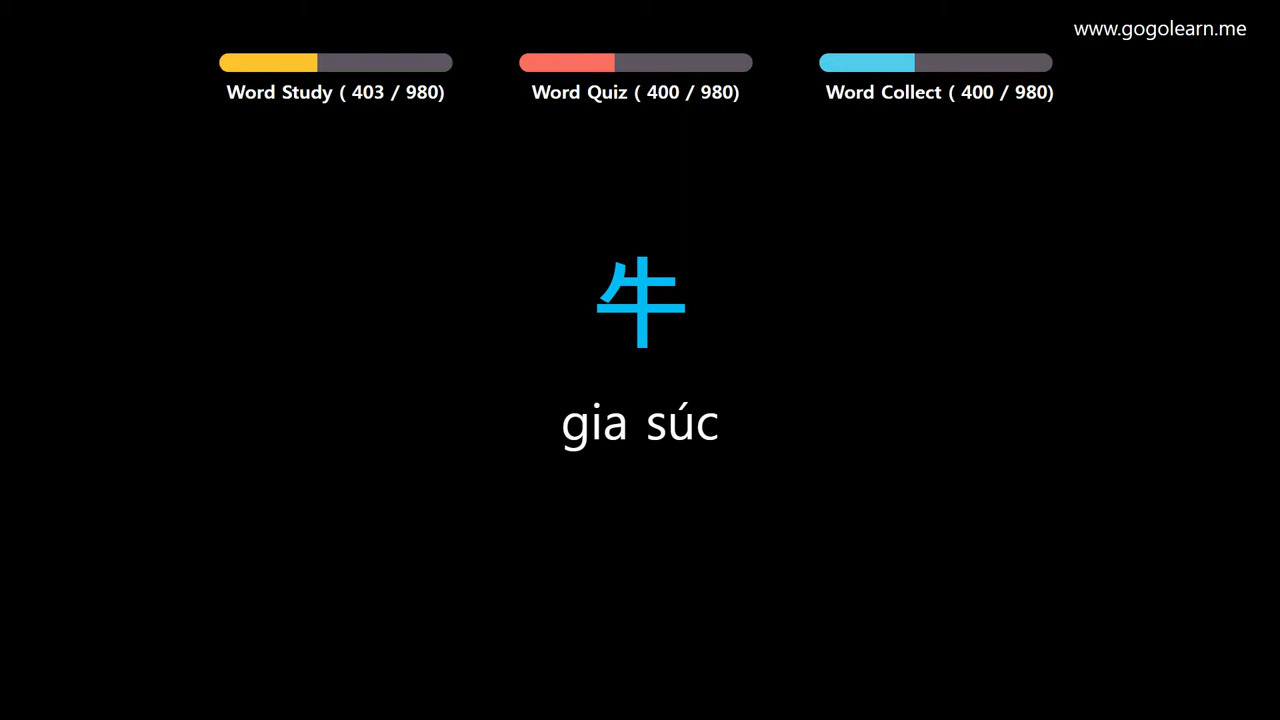 www.gogolearn.me
Word Study ( 403 / 980)
Word Quiz ( 400 / 980)
Word Collect ( 400 / 980)
牛
gia súc